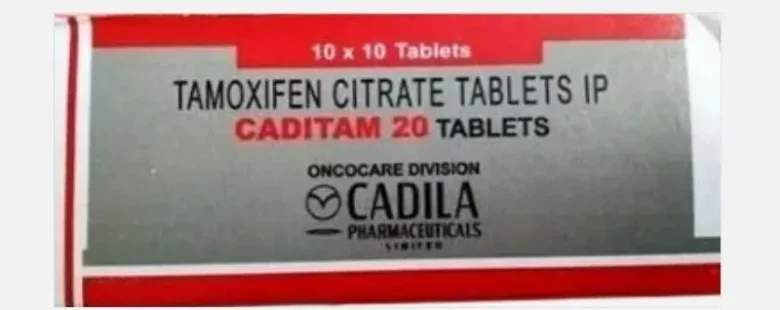 10 x 10 Tablets
TAMOXIFEN CITRATE TABLETS IP
CADITAM 20 TABLETS
ONCOCARE DIVISION
CADILA
PHARMACEUTICALS
LIMITED